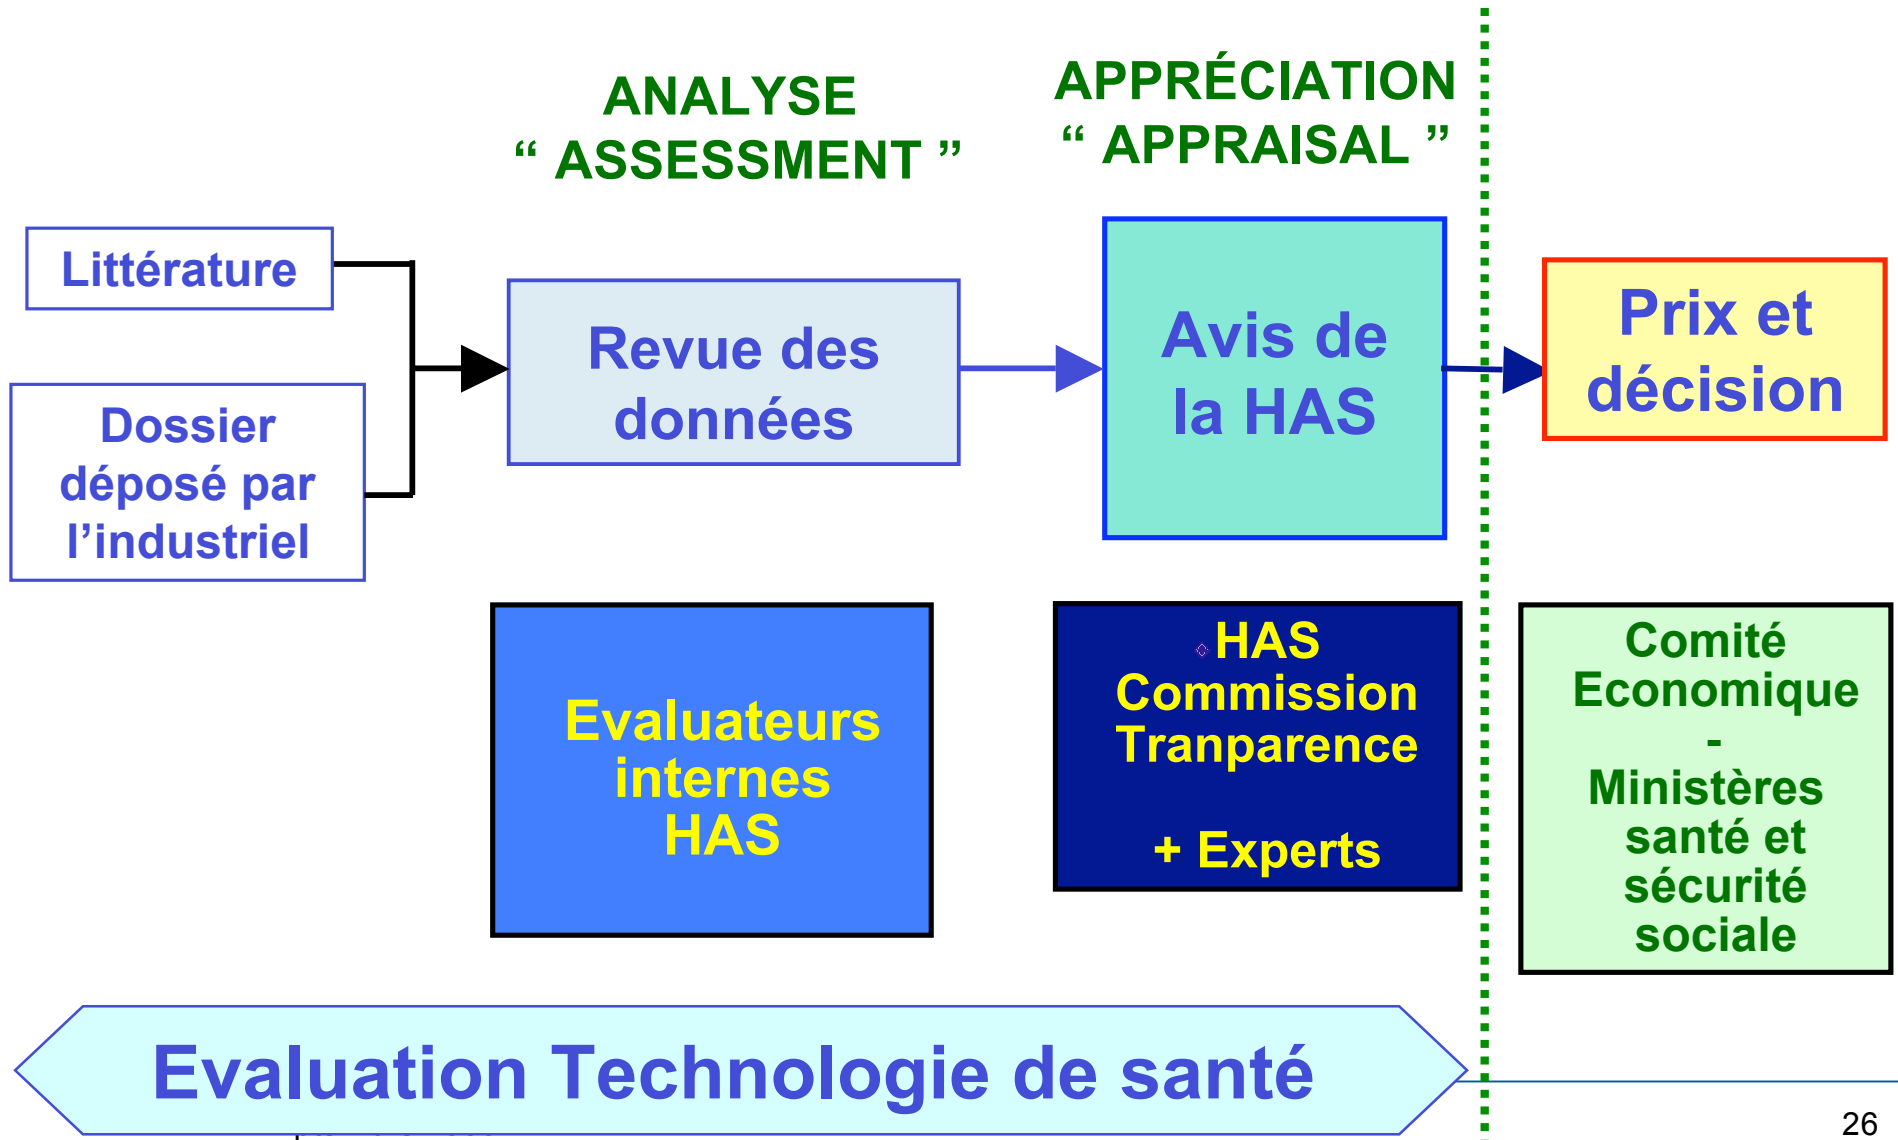 ANALYSE
“ ASSESSMENT ”
APPRÉCIATION
“ APPRAISAL ”
Littérature
Dossier
déposé par
l’industriel
Revue des
données
Avis de
la HAS
Prix et
décision
Evaluateurs
internes
HAS
HAS
Commission
Tranparence
+ Experts
Comité
Economique
-
Ministères
santé et
sécurité
sociale
Evaluation Technologie de santé
26